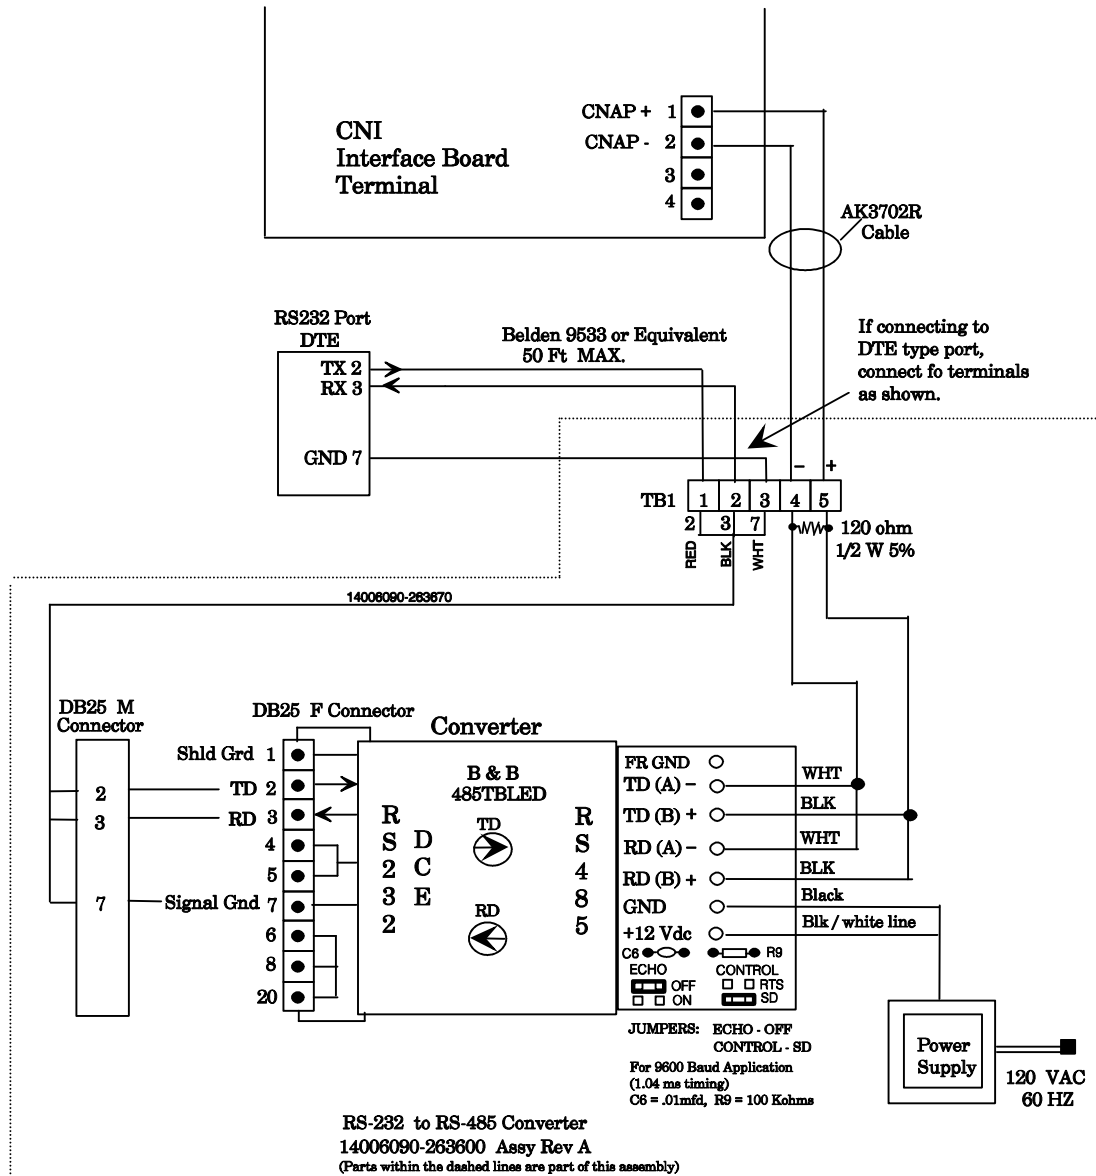 CNI
Interface Board
Terminal
CNAP + 1
CNAP - 2
3
4
AK3702R
Cable
RS232 Port
DTE
TX 2
RX 3
GND 7
Belden 9533 or Equivalent
50 Ft MAX.
If connecting to
DTE type port,
connect fo terminals
as shown.
- +
TB1 1 2 3 4 5
2 3 7
RED BLK WHT
120 ohm
1/2 W 5%
14006090-263670
DB25 M
Connector
2
3
7
DB25 F Connector
Shld Grd 1
TD 2
RD 3
4
5
Signal Gnd 7
6
8
20
Converter
B & B
485TBLED
RS232
DCE
TD
RD
RS485
FR GND
TD (A) -
TD (B) +
RD (A) -
RD (B) +
GND
+12 Vdc
WHT
BLK
WHT
BLK
Black
Blk / white line
C6 R9
ECHO CONTROL
OFF RTS
ON SD
JUMPERS: ECHO - OFF
CONTROL - SD
For 9600 Baud Application
(1.04 ms timing)
C6 = .01mfd, R9 = 100 Kohms
Power
Supply
120 VAC
60 HZ
RS-232 to RS-485 Converter
14006090-263600 Assy Rev A
(Parts within the dashed lines are part of this assembly)